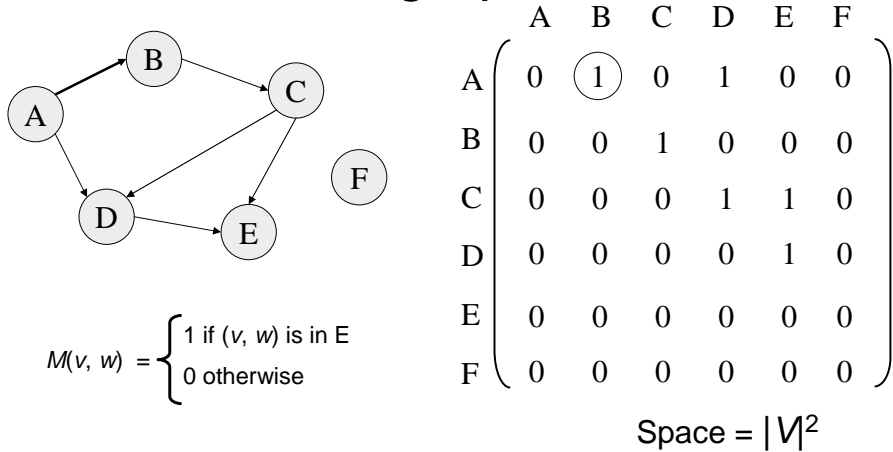 A B C D E F
A 0 1 0 1 0 0
B 0 0 1 0 0 0
C 0 0 0 1 1 0
D 0 0 0 0 1 0
E 0 0 0 0 0 0
F 0 0 0 0 0 0
B
C
A
F
D
E
M(v, w) = { 1 if (v, w) is in E
0 otherwise
Space = |V|²